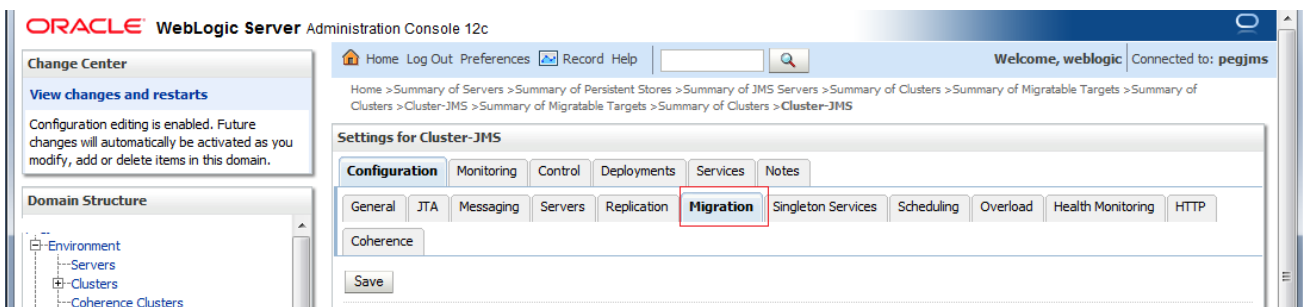 ORACLE WebLogic Server Administration Console 12c
Change Center
View changes and restarts
Configuration editing is enabled. Future
changes will automatically be activated as you
modify, add or delete items in this domain.
Domain Structure
Environment
Servers
Clusters
Coherence Clusters
Home Log Out Preferences Record Help
Welcome, weblogic Connected to: pegjms
Home >Summary of Servers >Summary of Persistent Stores >Summary of JMS Servers >Summary of Clusters >Summary of Migratable Targets >Summary of
Clusters >Cluster-JMS >Summary of Migratable Targets >Summary of Clusters >Cluster-JMS
Settings for Cluster-JMS
Configuration Monitoring Control Deployments Services Notes
General JTA Messaging Servers Replication Migration Singleton Services Scheduling Overload Health Monitoring HTTP
Coherence
Save